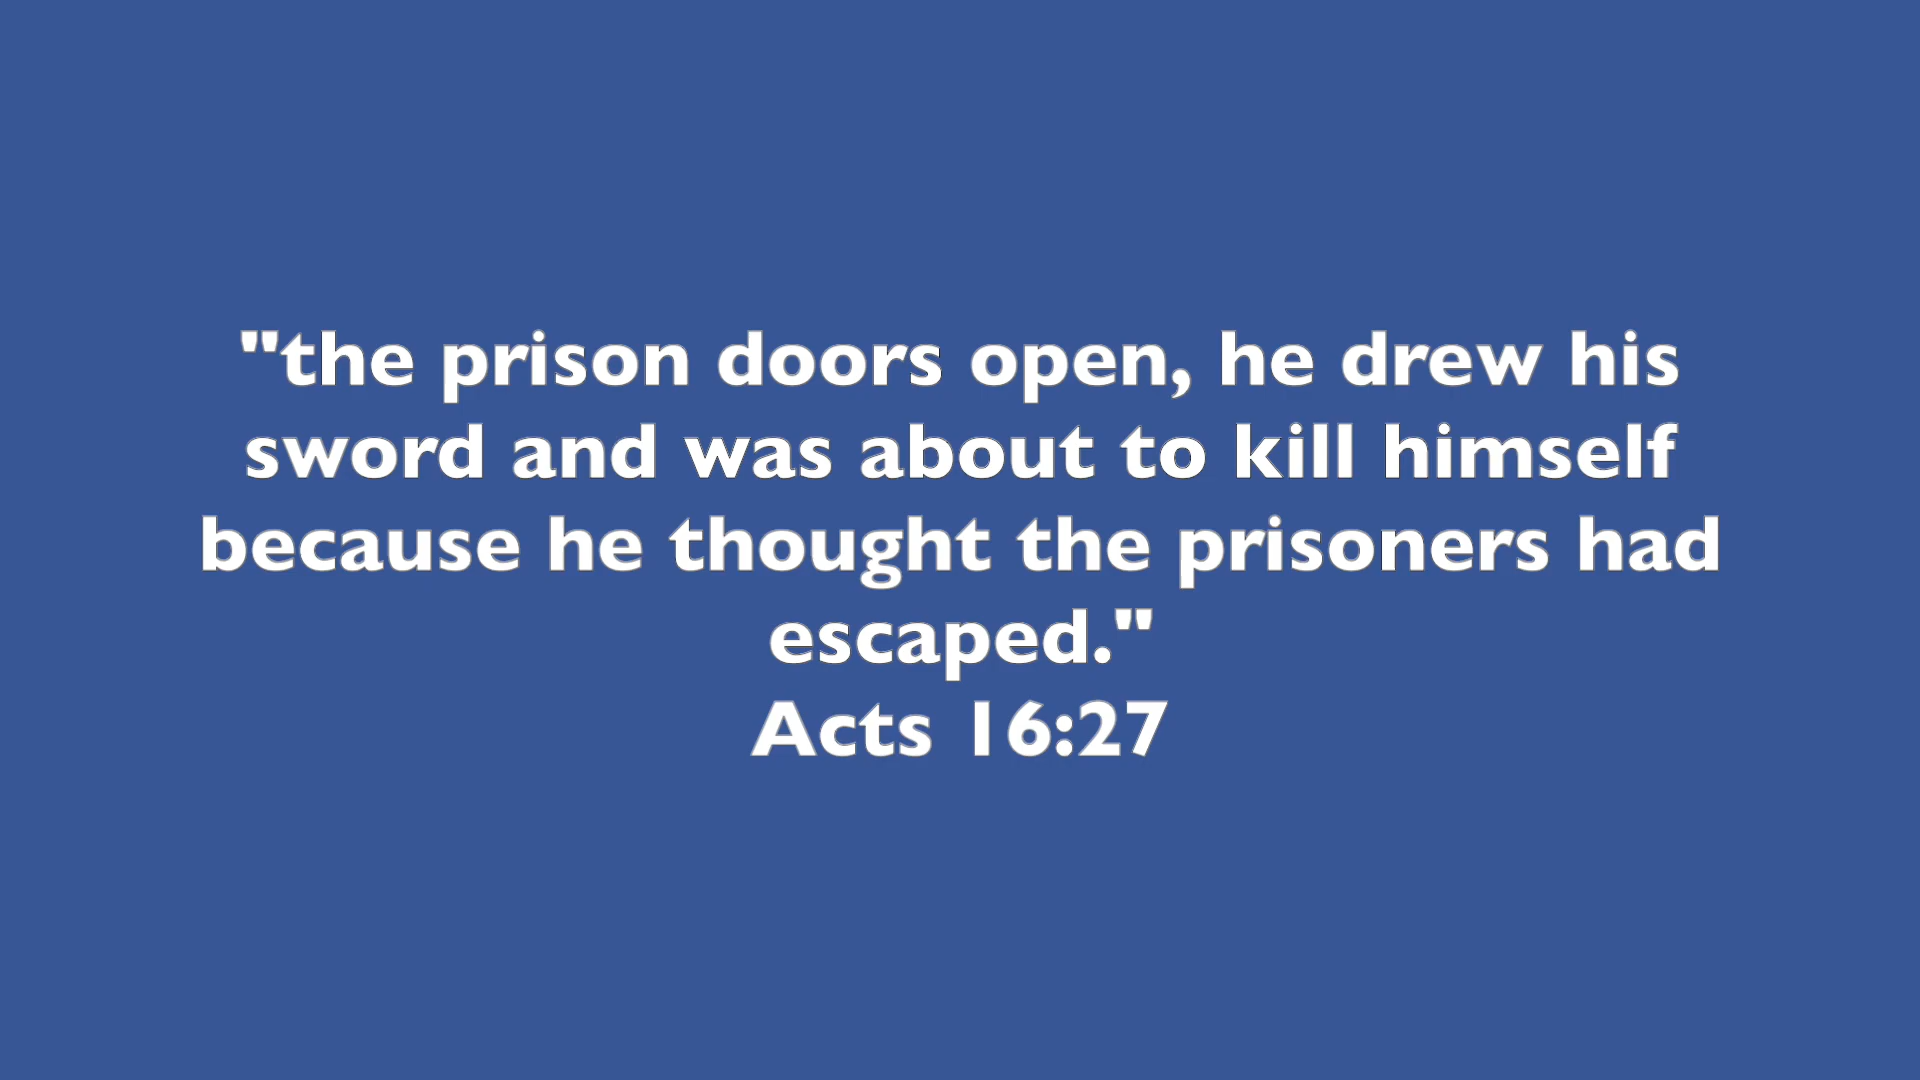 "the prison doors open, he drew his
sword and was about to kill himself
because he thought the prisoners had
escaped."
Acts 16:27